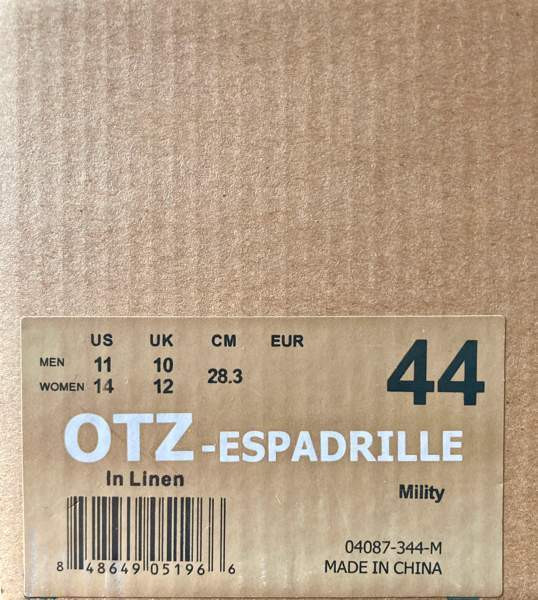 US UK CM EUR
MEN 11 10 28.3 44
WOMEN 14 12
OTZ-ESPADRILLE
In Linen
Mility
04087-344-M
MADE IN CHINA
8 48649 05196 6